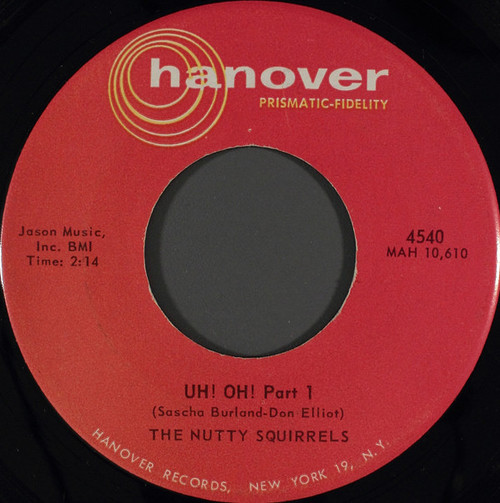 hanover
PRISMATIC-FIDELITY
Jason Music,
Inc. BMI
Time: 2:14
4540
MAH 10,610
UH! OH! Part 1
(Sascha Burland-Don Elliot)
THE NUTTY SQUIRRELS
HANOVER RECORDS, NEW YORK 19, N.Y.